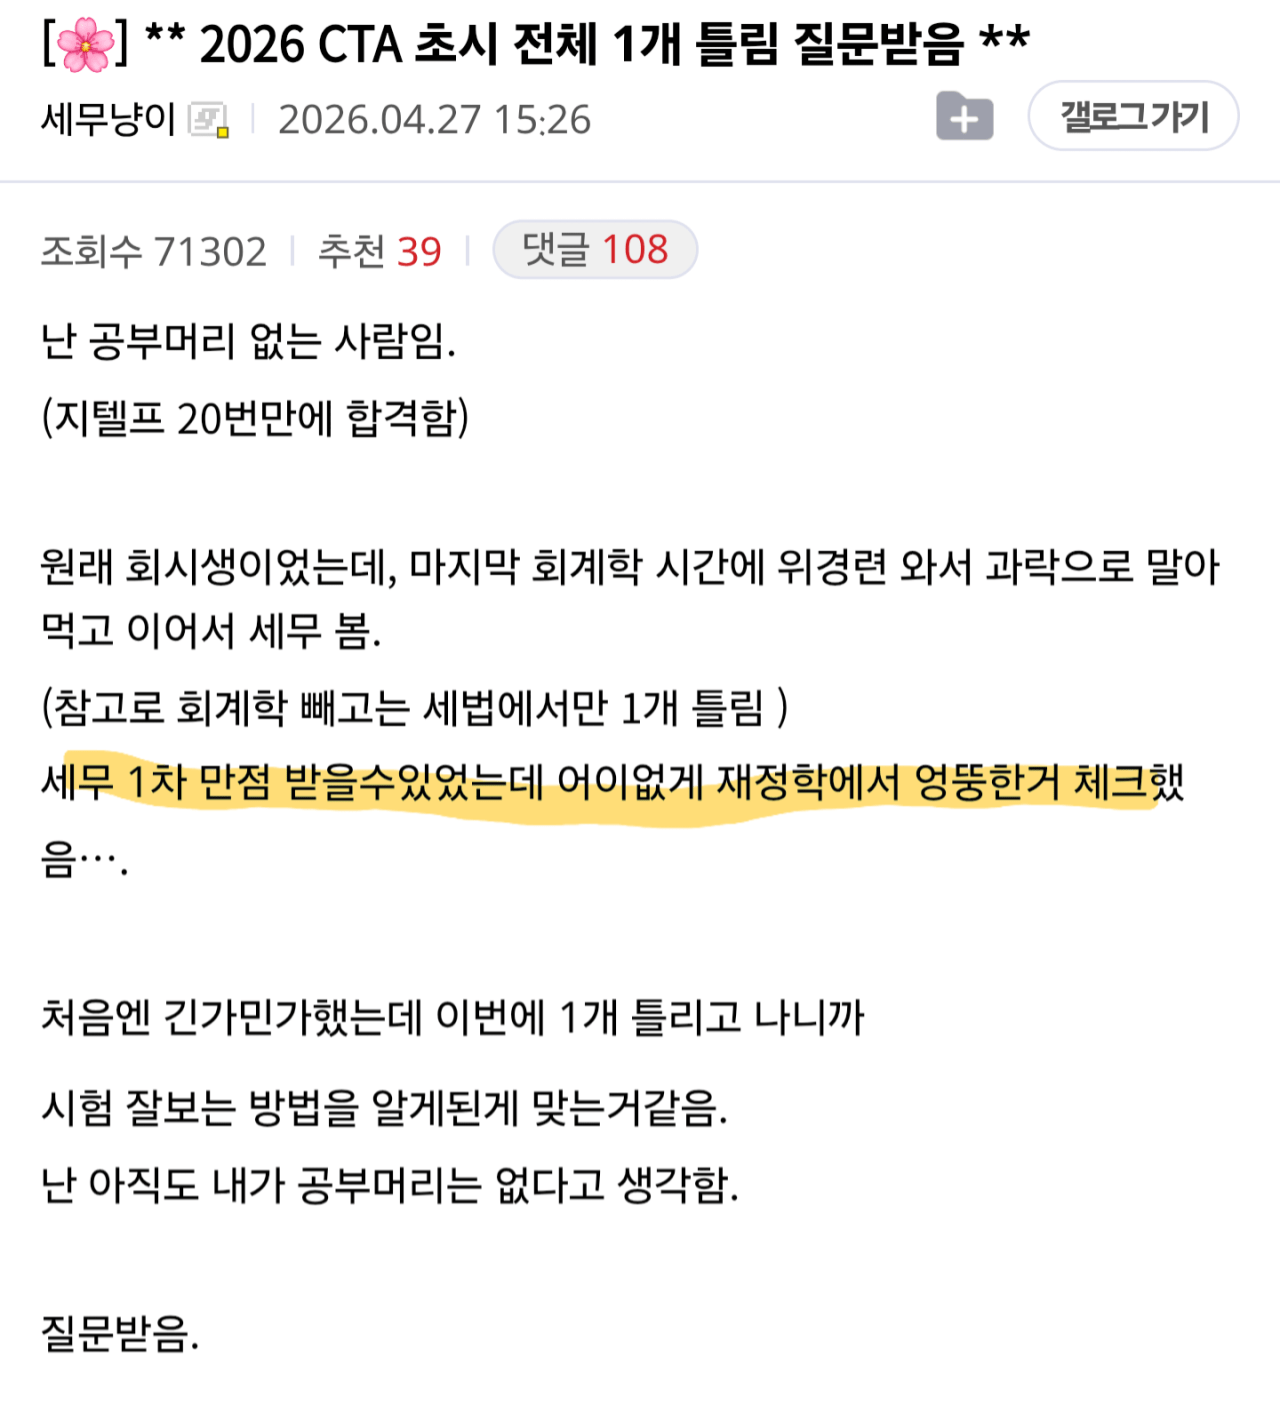 [🌸] ** 2026 CTA 초시 전체 1개 틀림 질문받음 **
세무냥이 2026.04.27 15:26 갤로그 가기
조회수 71302 추천 39 댓글 108
난 공부머리 없는 사람임.
(지텔프 20번만에 합격함)
원래 회시생이었는데, 마지막 회계학 시간에 위경련 와서 과락으로 말아
먹고 이어서 세무 봄.
(참고로 회계학 빼고는 세법에서만 1개 틀림 )
세무 1차 만점 받을수있었는데 어이없게 재정학에서 엉뚱한거 체크했
음….
처음엔 긴가민가했는데 이번에 1개 틀리고 나니까
시험 잘보는 방법을 알게된게 맞는거같음.
난 아직도 내가 공부머리는 없다고 생각함.
질문받음.